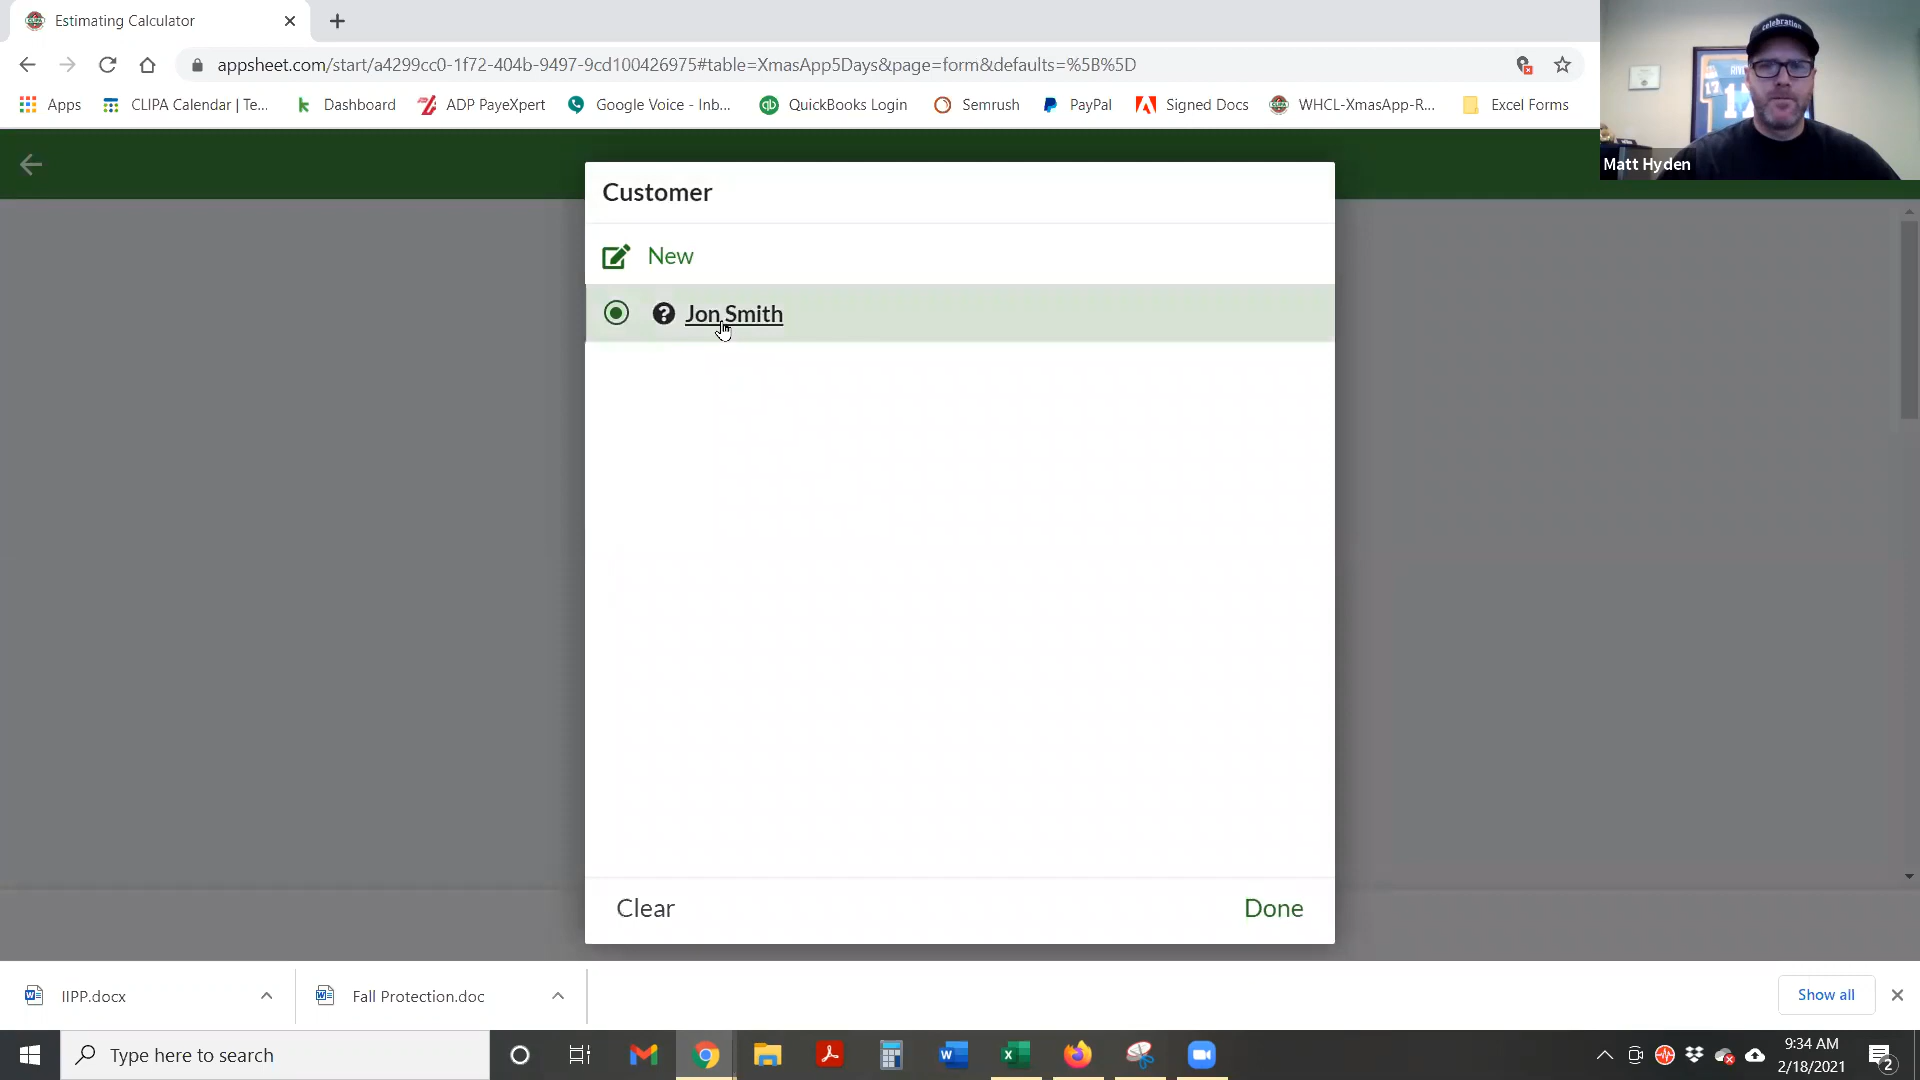 Estimating Calculator
appsheet.com/start/a4299cc0-1f72-404b-9497-9cd100426975#table=XmasApp5Days&page=form&defaults=%5B%5D
Apps
CLIPA Calendar | Te...
Dashboard
ADP PayeXpert
Google Voice - Inb...
QuickBooks Login
Semrush
PayPal
Signed Docs
WHCL-XmasApp-R...
Excel Forms
celebration
17
Matt Hyden
Customer
New
Jon Smith
Clear
Done
IIPP.docx
Fall Protection.doc
Show all
Type here to search
9:34 AM
2/18/2021
2